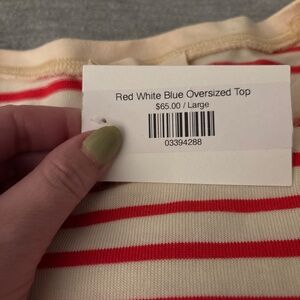 Red White Blue Oversized Top
$65.00 / Large
03394288